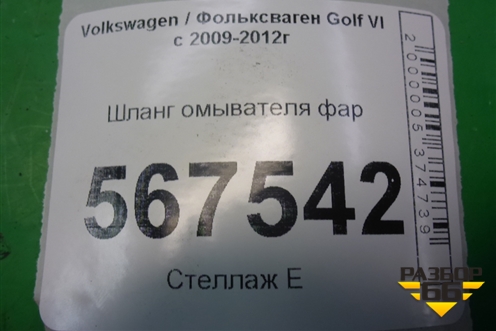 Volkswagen / Фольксваген Golf VI
с 2009-2012г
Шланг омывателя фар
567542
Стеллаж Е
2000005374739
РАЗБОР
66